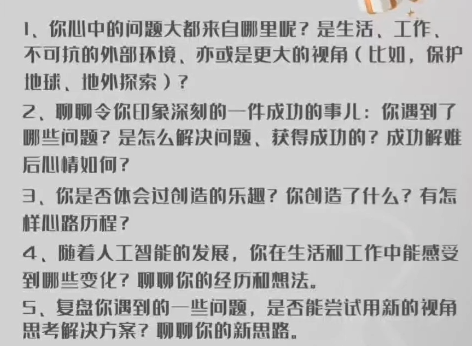 1、你心中的问题大都来自哪里呢？是生活、工作、
不可抗的外部环境、亦或是更大的视角（比如，保护
地球、地外探索）？
2、聊聊令你印象深刻的一件成功的事儿：你遇到了
哪些问题？是怎么解决问题、获得成功的？成功解难
后心情如何？
3、你是否体会过创造的乐趣？你创造了什么？有怎
样心路历程？
4、随着人工智能的发展，你在生活和工作中能感受
到哪些变化？聊聊你的经历和想法。
5、复盘你遇到的一些问题，是否能尝试用新的视角
思考解决方案？聊聊你的新思路。